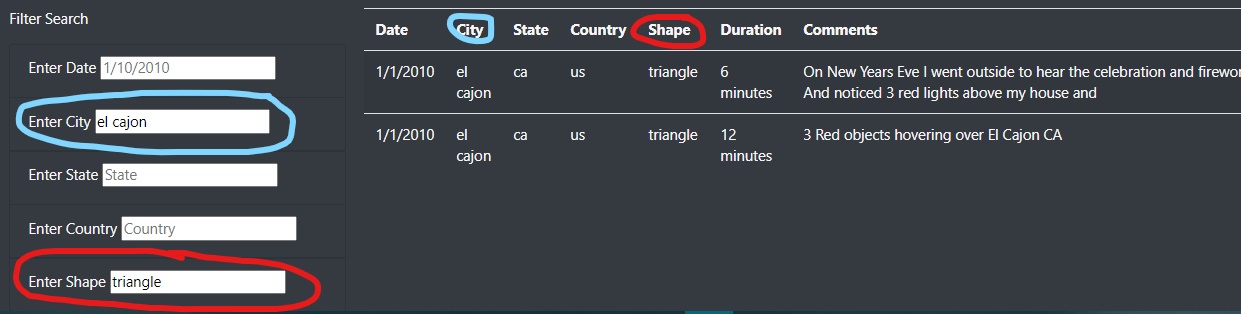 Filter Search
Enter Date 1/10/2010
Enter City el cajon
Enter State State
Enter Country Country
Enter Shape triangle
Date City State Country Shape Duration Comments
1/1/2010 el ca us triangle 6 On New Years Eve I went outside to hear the celebration and
cajon minutes And noticed 3 red lights above my house and
1/1/2010 el ca us triangle 12 3 Red objects hovering over El Cajon CA
cajon minutes